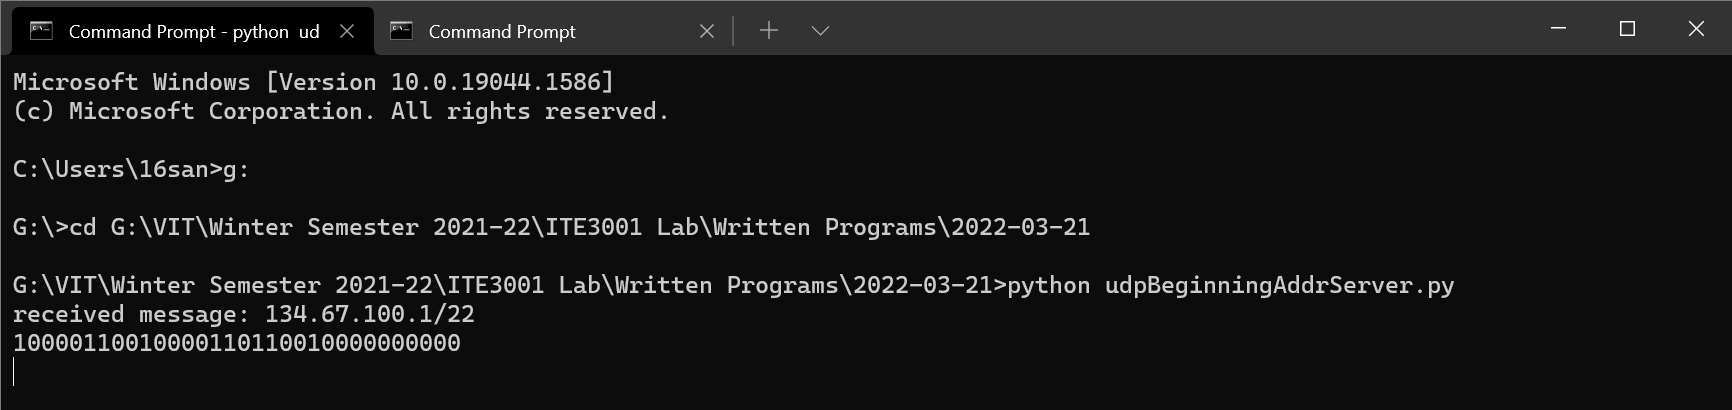 Command Prompt - python  ud
Command Prompt
Microsoft Windows [Version 10.0.19044.1586]
(c) Microsoft Corporation. All rights reserved.
C:\Users\16san>g:
G:\>cd G:\VIT\Winter Semester 2021-22\ITE3001 Lab\Written Programs\2022-03-21
G:\VIT\Winter Semester 2021-22\ITE3001 Lab\Written Programs\2022-03-21>python udpBeginningAddrServer.py
received message: 134.67.100.1/22
10000110010000110110010000000000